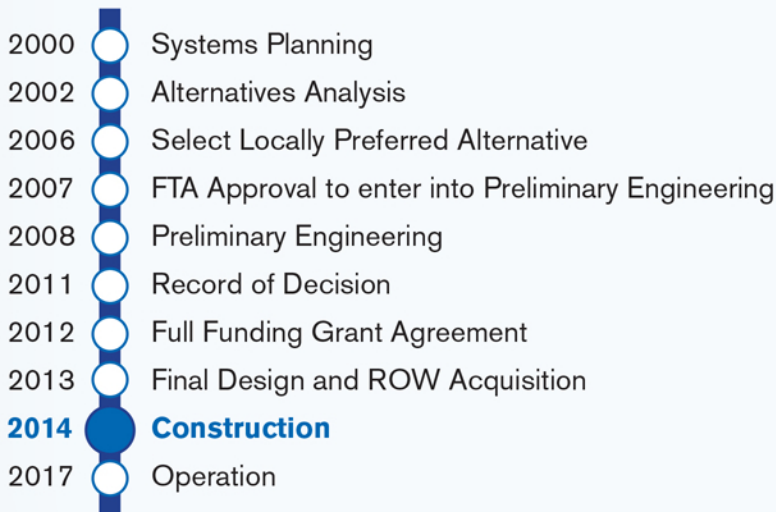 2000 Systems Planning
2002 Alternatives Analysis
2006 Select Locally Preferred Alternative
2007 FTA Approval to enter into Preliminary Engineering
2008 Preliminary Engineering
2011 Record of Decision
2012 Full Funding Grant Agreement
2013 Final Design and ROW Acquisition
2014 Construction
2017 Operation